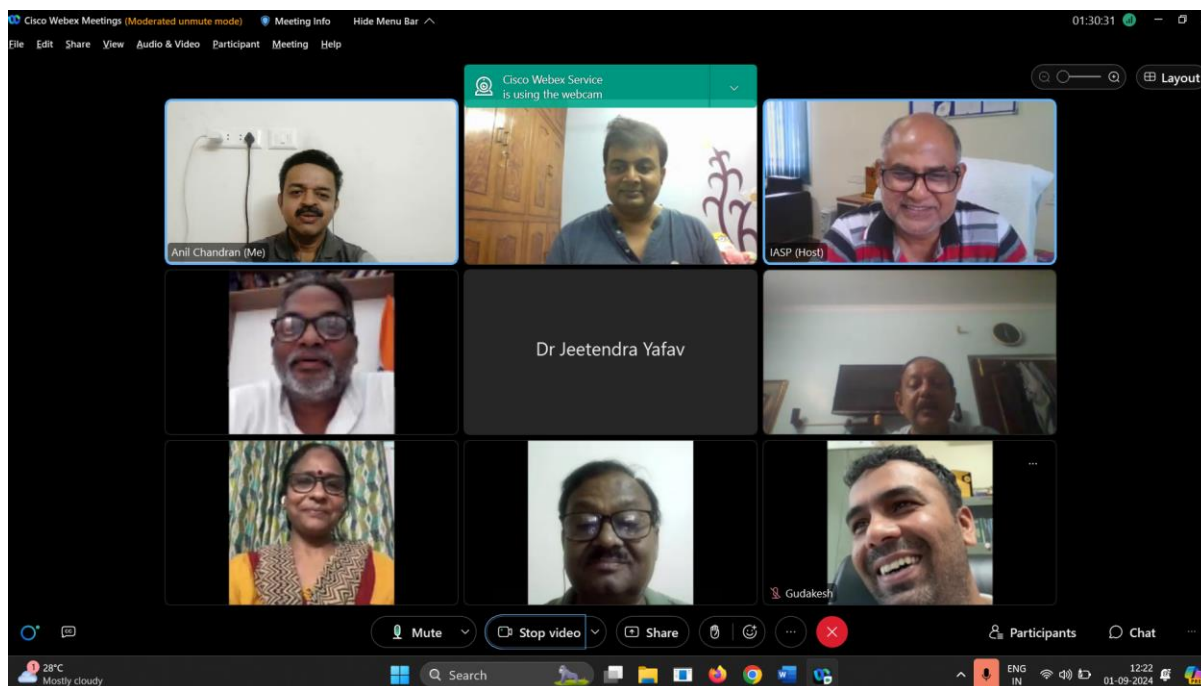 Cisco Webex Meetings (Moderated unmute mode) Meeting Info Hide Menu Bar 01:30:31
File Edit Share View Audio & Video Participant Meeting Help
Cisco Webex Service
is using the webcam
Layout
Anil Chandran (Me)
IASP (Host)
Dr Jeetendra Yafav
Gudakesh
Mute Stop video Share Participants Chat
1 28°C
Mostly cloudy
Search
ENG
IN
12:22
01-09-2024